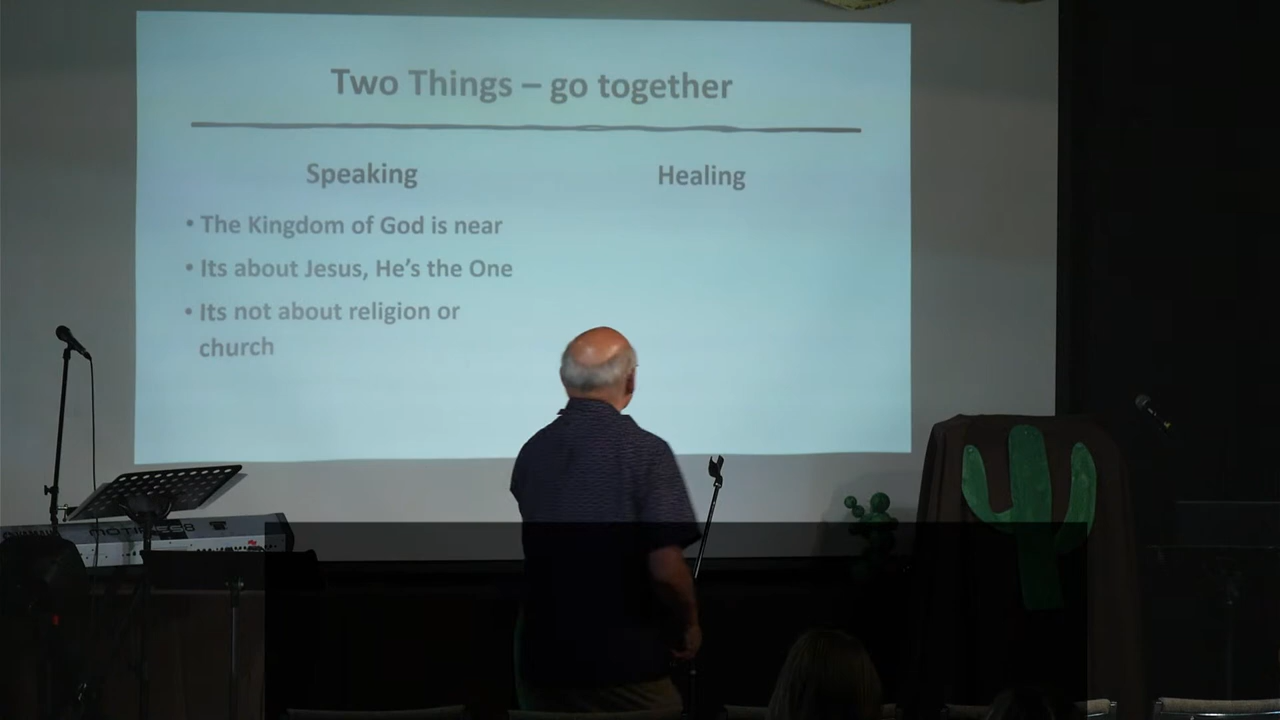 Two Things – go together
Speaking
Healing
• The Kingdom of God is near
• Its about Jesus, He's the One
• Its not about religion or
church